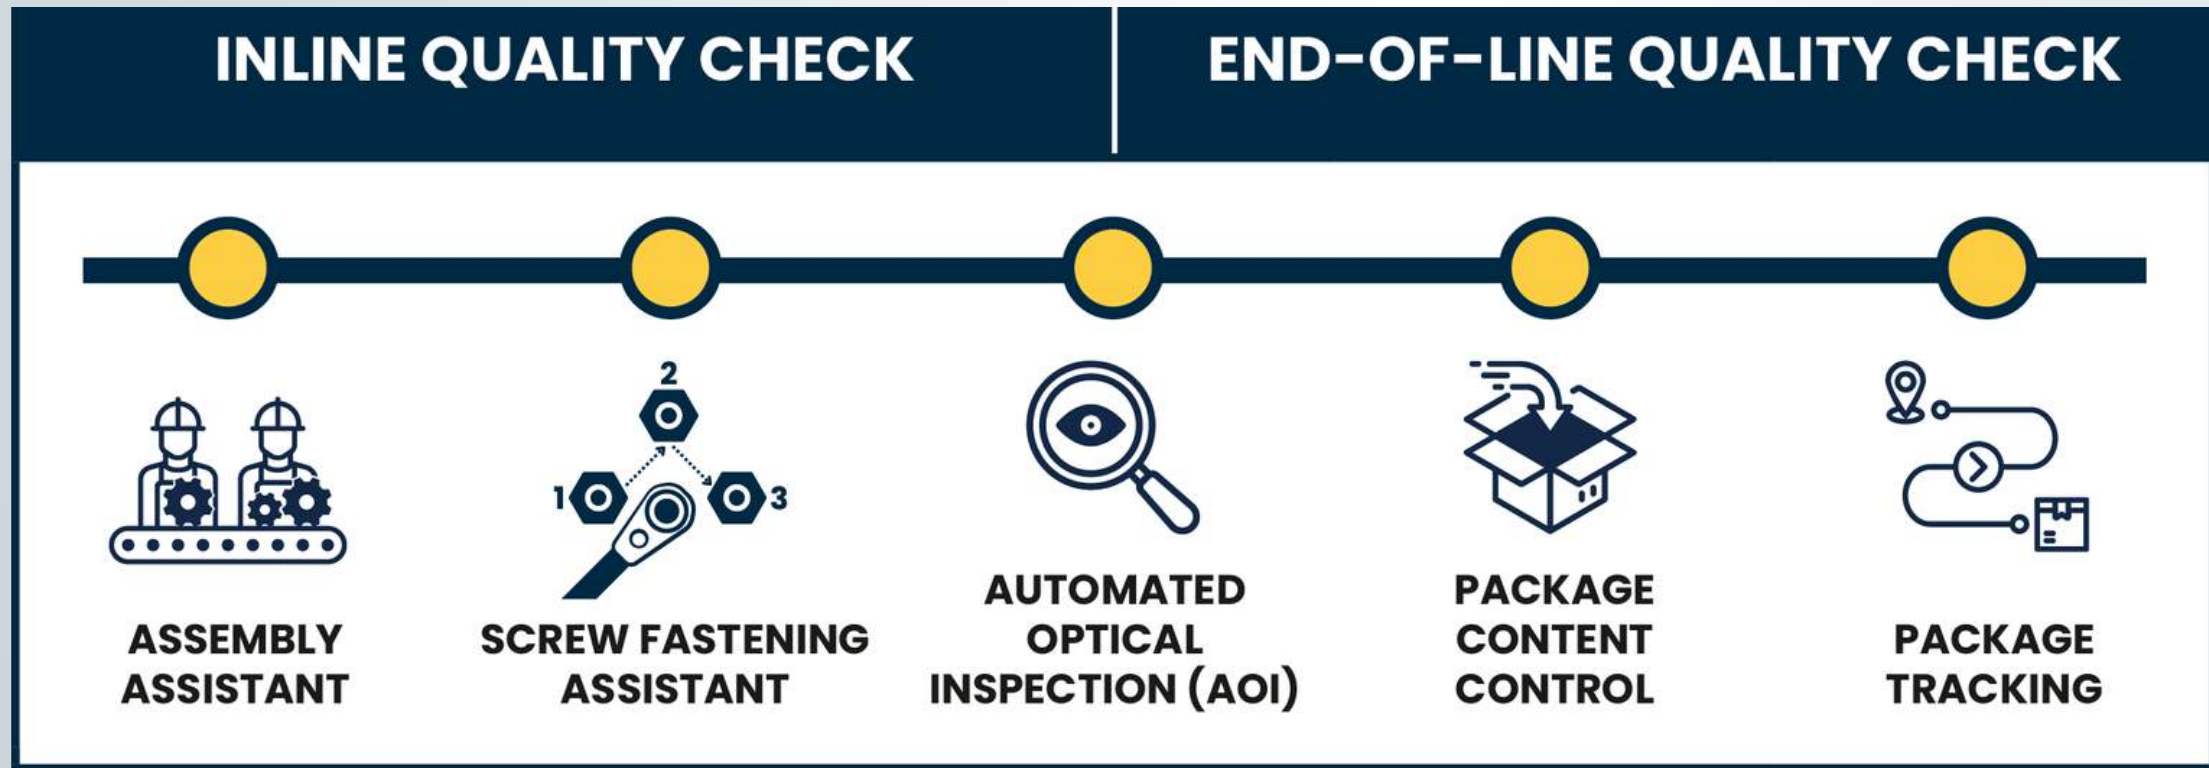 INLINE QUALITY CHECK
END-OF-LINE QUALITY CHECK
2
1
3
ASSEMBLY
ASSISTANT
SCREW FASTENING
ASSISTANT
AUTOMATED
OPTICAL
INSPECTION (AOI)
PACKAGE
CONTENT
CONTROL
PACKAGE
TRACKING